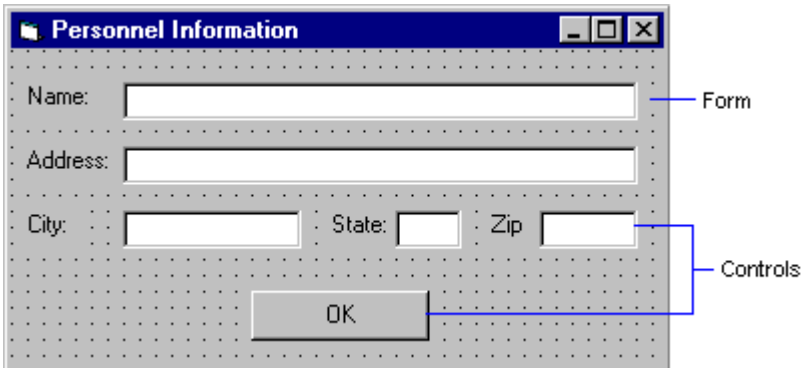 Personnel Information
Name:
Form
Address:
City: State: Zip
Controls
OK